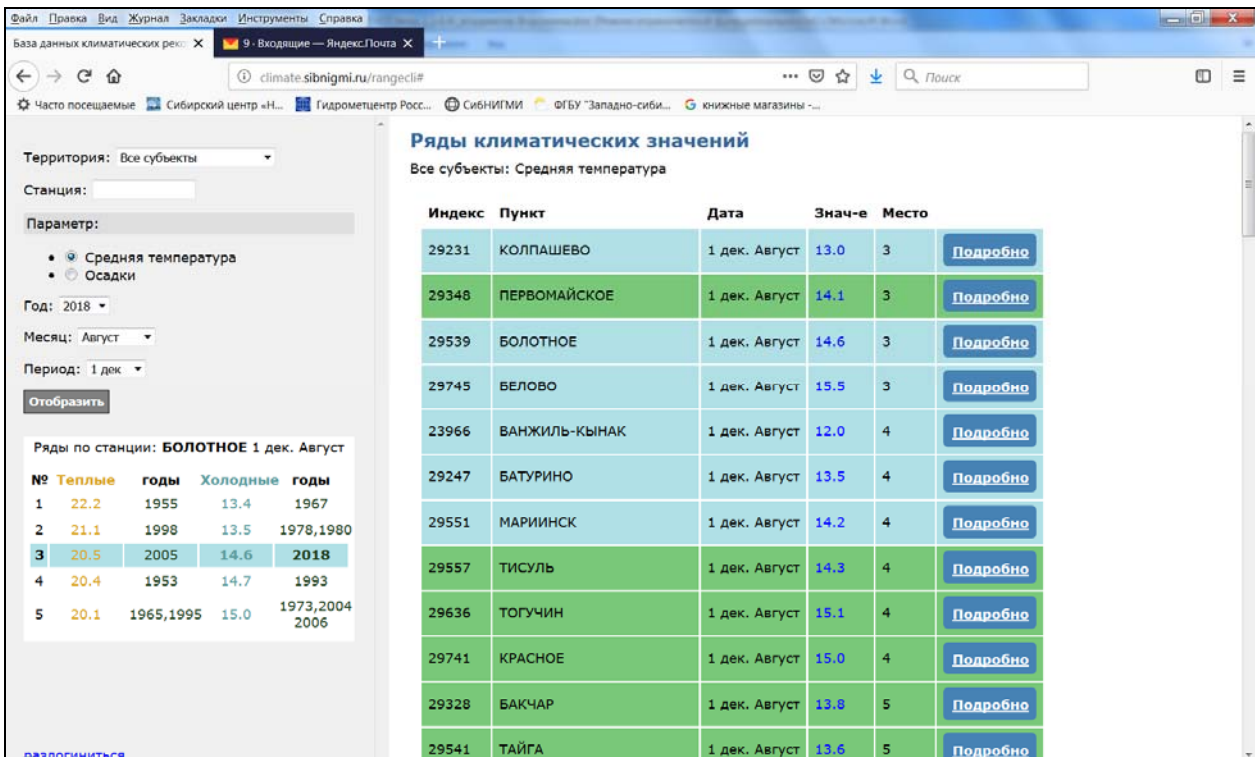 Файл Правка Вид Журнал Закладки Инструменты Справка
База данных климатических реко X
9 · Входящие — Яндекс.Почта X
climate.sibnigmi.ru/rangecli#
Поиск
Часто посещаемые Сибирский центр «Н... Гидрометцентр Росс... СибНИГМИ ФГБУ "Западно-сиби... книжные магазины -...
Территория: Все субъекты
Станция:
Параметр:
Средняя температура
Осадки
Год: 2018
Месяц: Август
Период: 1 дек
Отобразить
Ряды по станции: БОЛОТНОЕ 1 дек. Август
№ Теплые годы Холодные годы
1 22.2 1955 13.4 1967
2 21.1 1998 13.5 1978,1980
3 20.5 2005 14.6 2018
4 20.4 1953 14.7 1993
5 20.1 1965,1995 15.0 1973,2004
2006
разлогиниться
Ряды климатических значений
Все субъекты: Средняя температура
Индекс Пункт Дата Знач-е Место
29231 КОЛПАШЕВО 1 дек. Август 13.0 3 Подробно
29348 ПЕРВОМАЙСКОЕ 1 дек. Август 14.1 3 Подробно
29539 БОЛОТНОЕ 1 дек. Август 14.6 3 Подробно
29745 БЕЛОВО 1 дек. Август 15.5 3 Подробно
23966 ВАНЖИЛЬ-КЫНАК 1 дек. Август 12.0 4 Подробно
29247 БАТУРИНО 1 дек. Август 13.5 4 Подробно
29551 МАРИИНСК 1 дек. Август 14.2 4 Подробно
29557 ТИСУЛЬ 1 дек. Август 14.3 4 Подробно
29636 ТОГУЧИН 1 дек. Август 15.1 4 Подробно
29741 КРАСНОЕ 1 дек. Август 15.0 4 Подробно
29328 БАКЧАР 1 дек. Август 13.8 5 Подробно
29541 ТАЙГА 1 дек. Август 13.6 5 Подробно